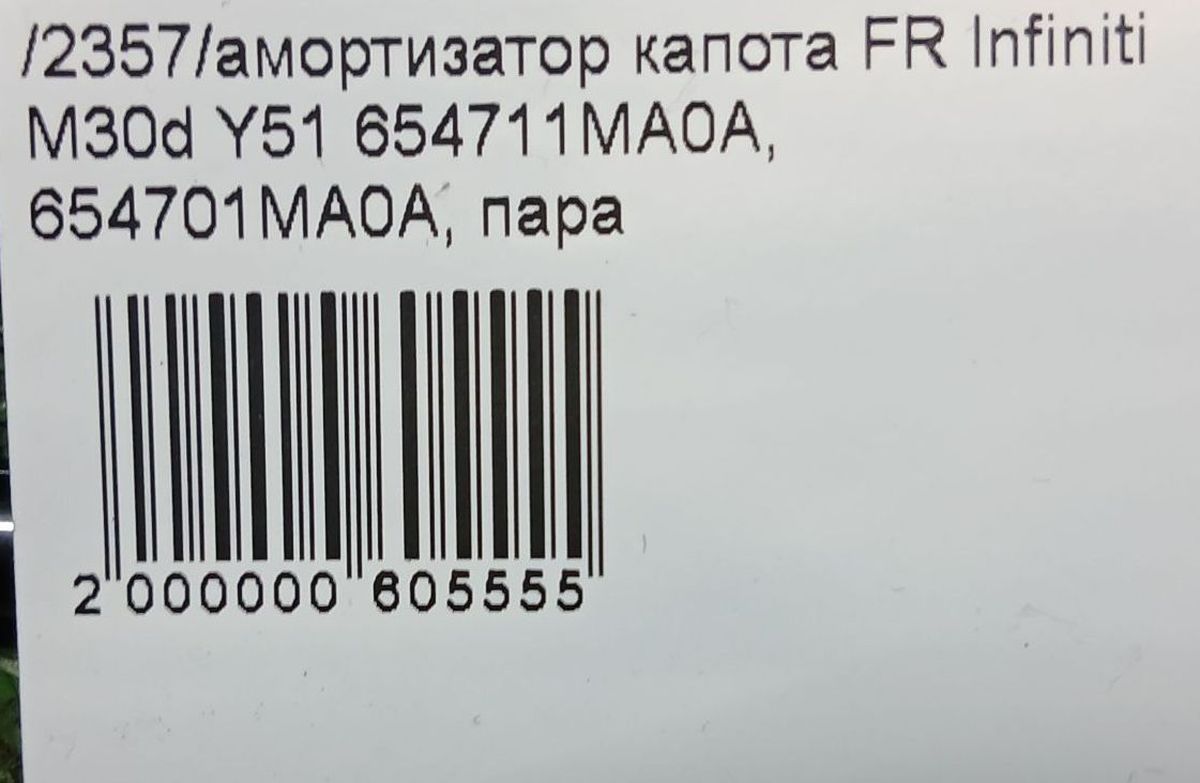 /2357/амортизатор капота FR Infiniti
M30d Y51 654711MA0A,
654701MA0A, пара
2 000000 605555